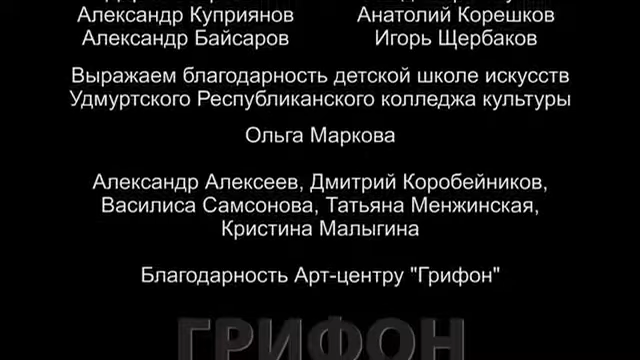 Александр Куприянов Анатолий Корешков
Александр Байсаров Игорь Щербаков
Выражаем благодарность детской школе искусств
Удмуртского Республиканского колледжа культуры
Ольга Маркова
Александр Алексеев, Дмитрий Коробейников,
Василиса Самсонова, Татьяна Менжинская,
Кристина Малыгина
Благодарность Арт-центру "Грифон"
ГРИФОН